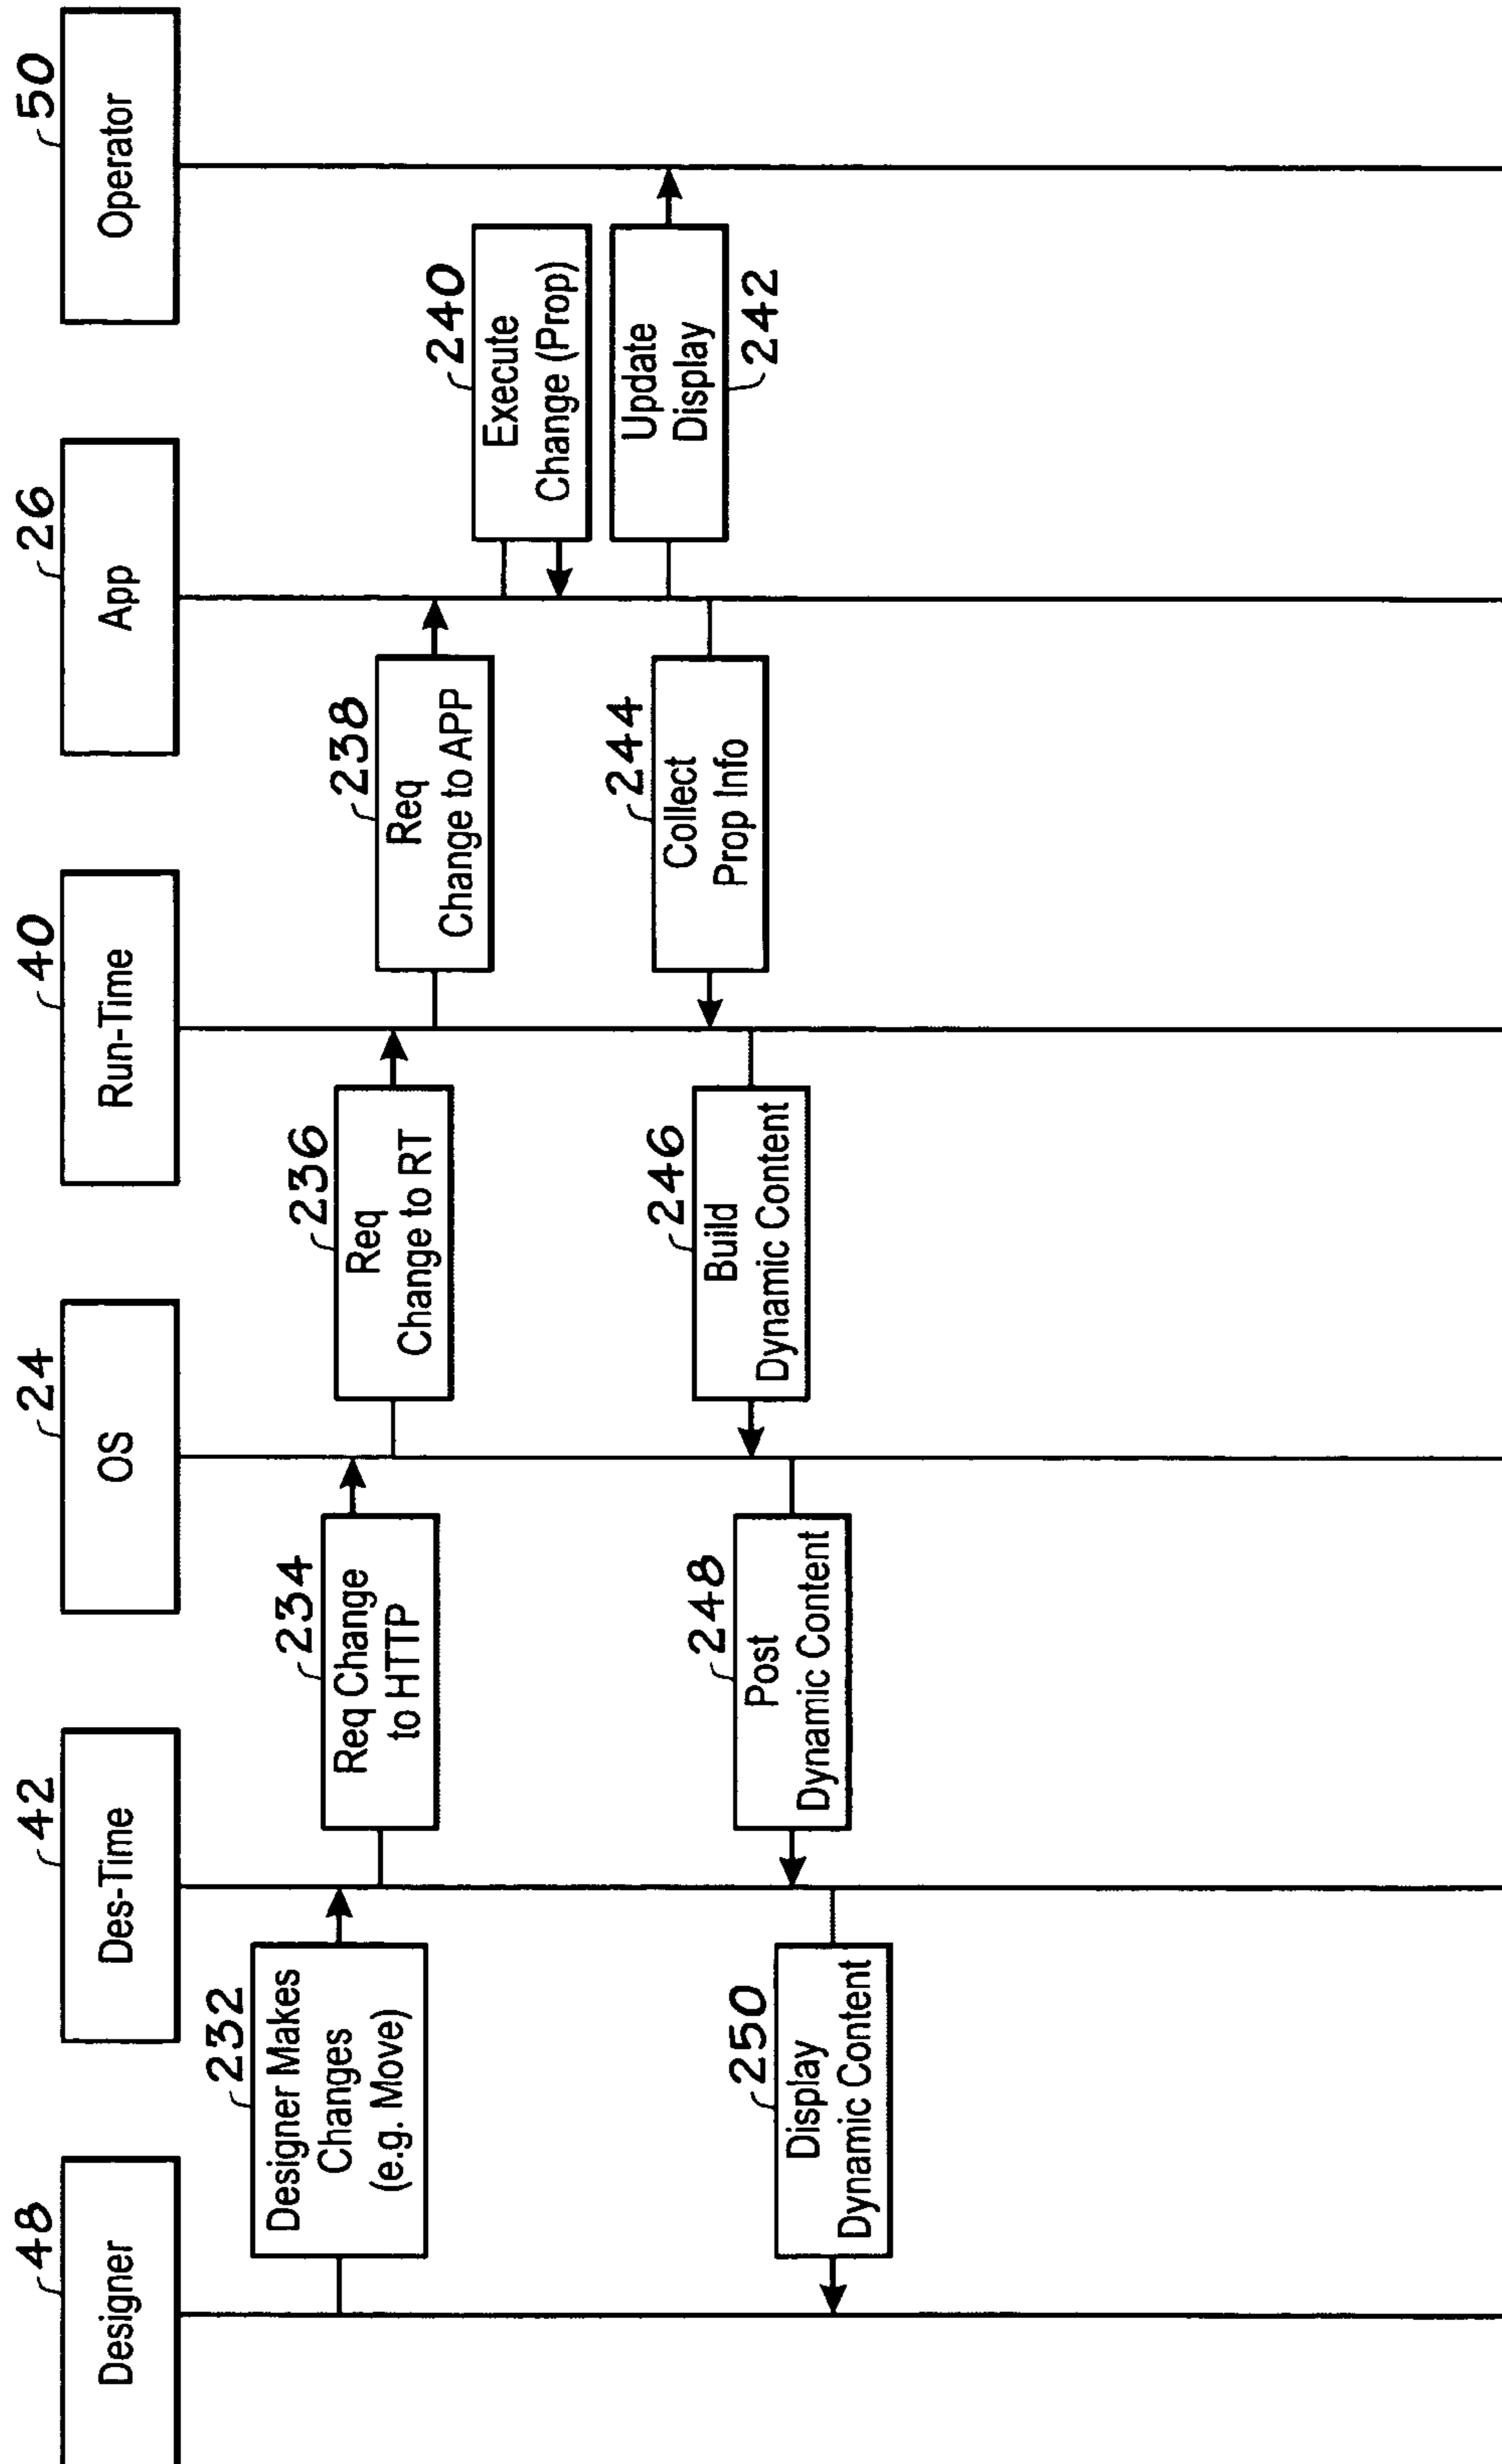 48
Designer
42
Des-Time
24
OS
40
Run-Time
26
App
50
Operator
232
Designer Makes
Changes
(e.g. Move)
234
Req Change
to HTTP
236
Req
Change to RT
238
Req
Change to APP
240
Execute
Change (Prop)
Update
Display
242
244
Collect
Prop Info
246
Build
Dynamic Content
248
Post
Dynamic Content
250
Display
Dynamic Content